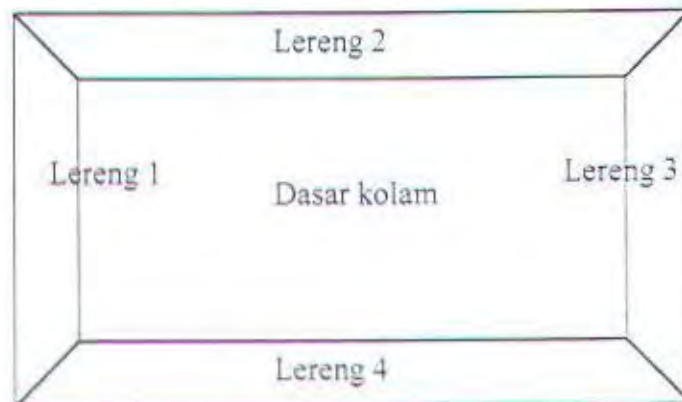 Lereng 2
Lereng 1
Dasar kolam
Lereng 3
Lereng 4